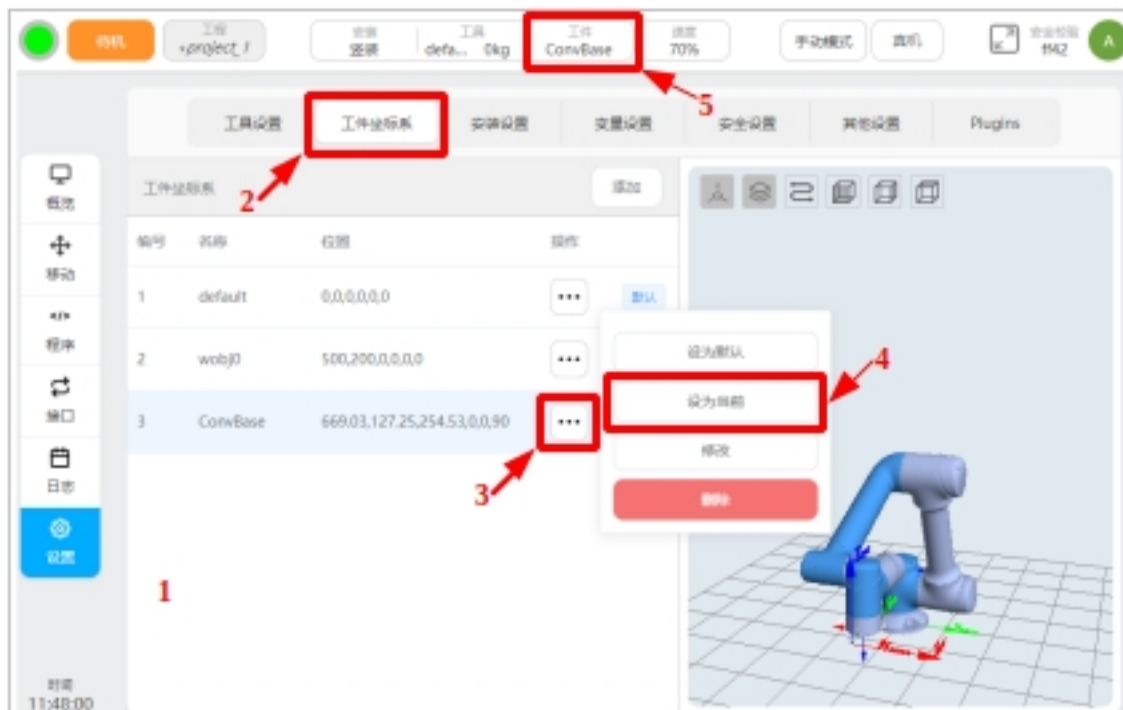 待机
工程
*project_1
安装
竖装
工具
defa... 0kg
工件
ConvBase
速度
70%
手动模式
真机
安全校验
ff42
A
5
工具设置
工件坐标系
安装设置
变量设置
安全设置
其他设置
Plugins
2
概览
移动
程序
接口
日志
设置
工件坐标系
添加
编号
名称
位置
操作
1
default
0,0,0,0,0,0
默认
2
wobj0
500,200,0,0,0,0
3
ConvBase
669.03,127.25,254.53,0,0,90
设为默认
设为当前
修改
删除
4
3
1
时间
11:48:00